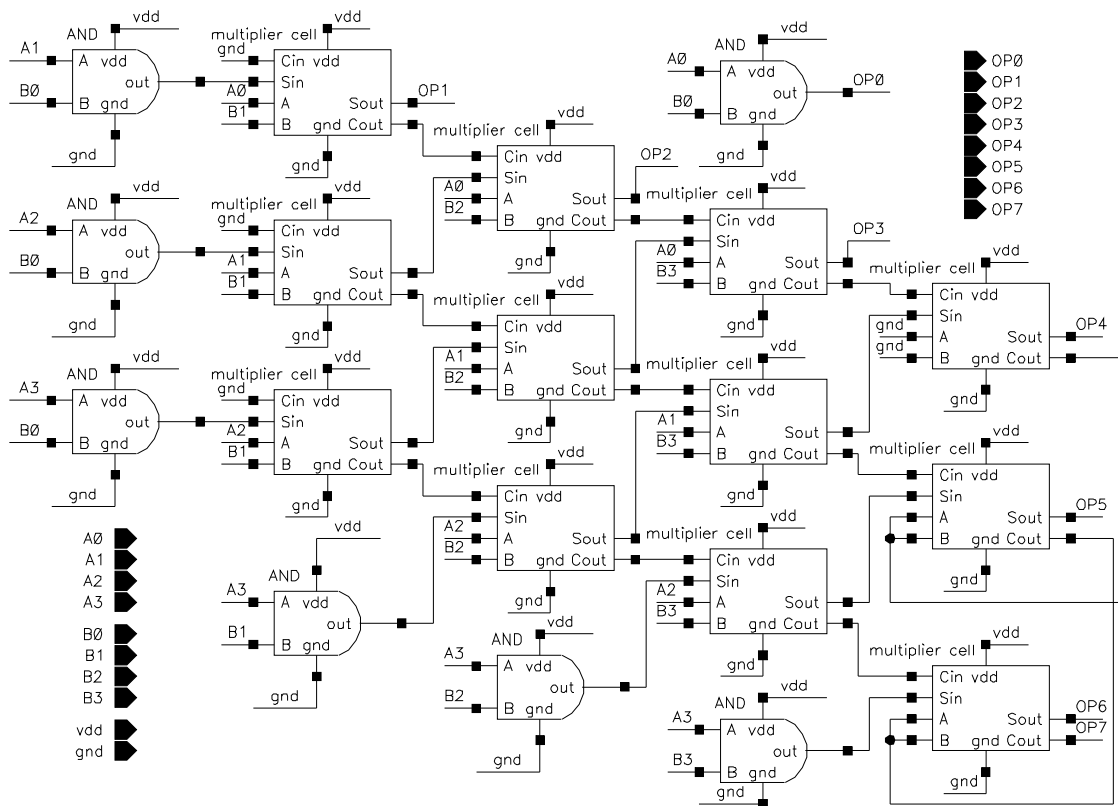 vdd
AND
A1
A vdd
out
B0
B gnd
gnd
vdd
multiplier cell
gnd
Cin vdd
Sin
A0
A Sout
OP1
B1
B gnd Cout
gnd
vdd
multiplier cell
Cin vdd
Sin
A0
A Sout
OP2
B2
B gnd Cout
gnd
vdd
AND
A0
A vdd
out
OP0
B0
B gnd
gnd
OP0
OP1
OP2
OP3
OP4
OP5
OP6
OP7
vdd
AND
A2
A vdd
out
B0
B gnd
gnd
vdd
multiplier cell
gnd
Cin vdd
Sin
A1
A Sout
B1
B gnd Cout
gnd
vdd
multiplier cell
Cin vdd
Sin
A1
A Sout
B2
B gnd Cout
gnd
vdd
multiplier cell
Cin vdd
Sin
A0
A Sout
OP3
B3
B gnd Cout
gnd
vdd
multiplier cell
Cin vdd
Sin
gnd
A Sout
OP4
gnd
B gnd Cout
gnd
vdd
AND
A3
A vdd
out
B0
B gnd
gnd
vdd
multiplier cell
gnd
Cin vdd
Sin
A2
A Sout
B1
B gnd Cout
gnd
vdd
multiplier cell
Cin vdd
Sin
A2
A Sout
B2
B gnd Cout
gnd
vdd
multiplier cell
Cin vdd
Sin
A1
A Sout
B3
B gnd Cout
gnd
vdd
multiplier cell
Cin vdd
Sin
A Sout
OP5
B gnd Cout
gnd
A0
A1
A2
A3
B0
B1
B2
B3
vdd
gnd
vdd
AND
A3
A vdd
out
B1
B gnd
gnd
vdd
AND
A3
A vdd
out
B2
B gnd
gnd
vdd
multiplier cell
Cin vdd
Sin
A2
A Sout
B3
B gnd Cout
gnd
vdd
AND
A3
A vdd
out
B3
B gnd
gnd
vdd
multiplier cell
Cin vdd
Sin
A Sout
OP6
B gnd Cout
OP7
gnd